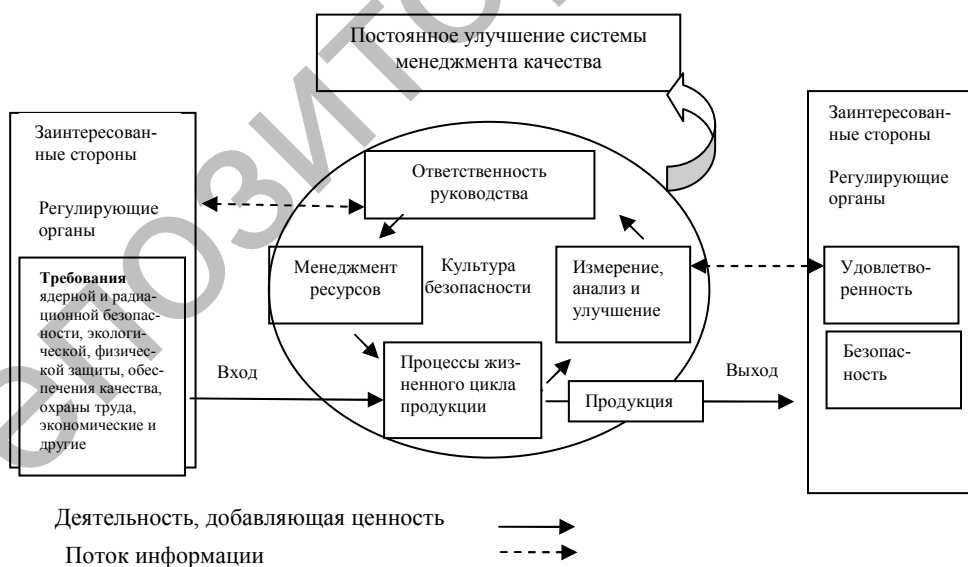 Постоянное улучшение системы
менеджмента качества
Заинтересован-
ные стороны
Регулирующие
органы
Требования
ядерной и радиа-
ционной безопас-
ности, экологи-
ческой, физичес-
кой защиты, обес-
печения качества,
охраны труда,
экономические и
другие
Вход
Ответственность
руководства
Менеджмент
ресурсов
Культура
безопасности
Измерение,
анализ и
улучшение
Процессы жиз-
ненного цикла
продукции
Продукция
Выход
Заинтересован-
ные стороны
Регулирующие
органы
Удовлетво-
ренность
Безопас-
ность
Деятельность, добавляющая ценность
Поток информации